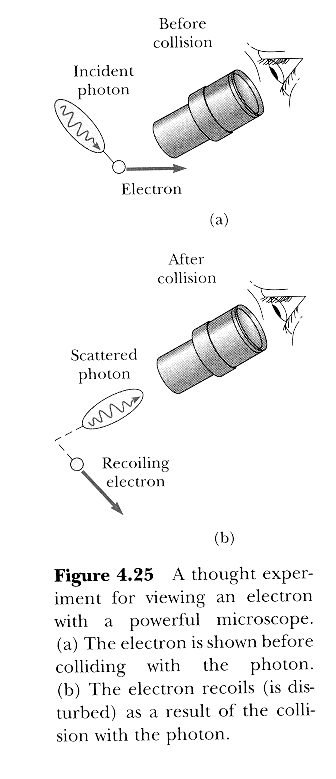 Before
collision
Incident
photon
Electron
(a)
After
collision
Scattered
photon
Recoiling
electron
(b)
Figure 4.25 A thought exper-
iment for viewing an electron
with a powerful microscope.
(a) The electron is shown before
colliding with the photon.
(b) The electron recoils (is dis-
turbed) as a result of the colli-
sion with the photon.